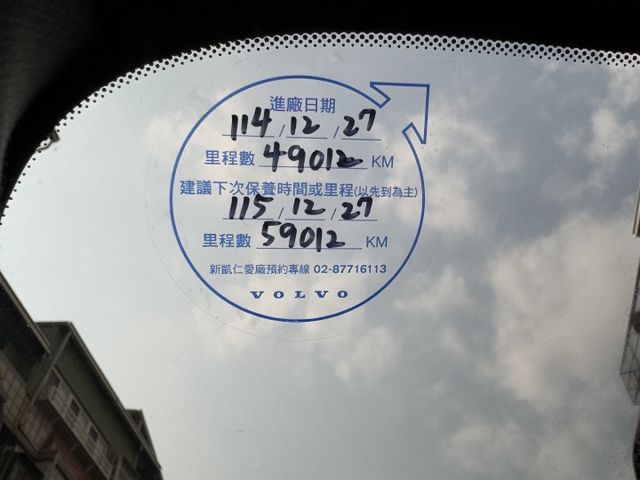 進廠日期
114/12/27
里程數 49012 KM
建議下次保養時間或里程(以先到為主)
115/12/27
里程數 59012 KM
新凱仁愛廠預約專線 02-87716113
VOLVO